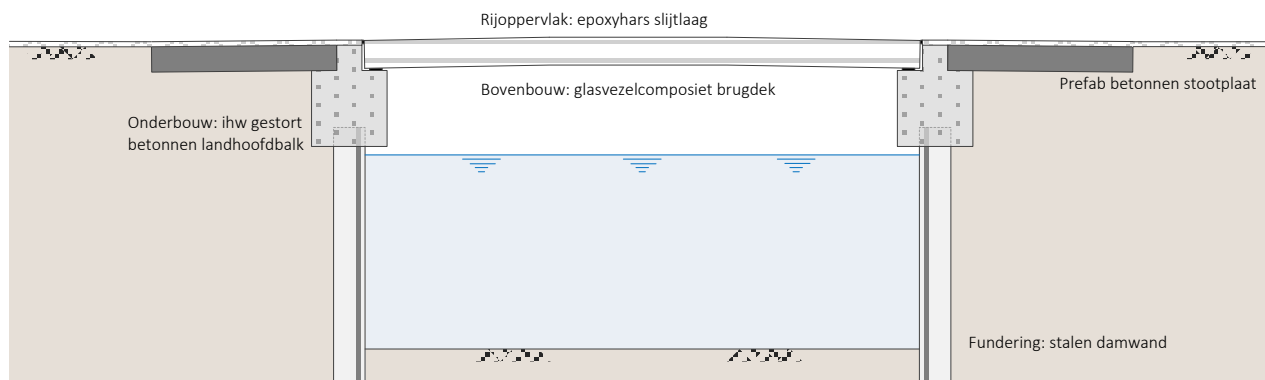 Rijoppervlak: epoxyhars slijtlaag
Bovenbouw: glasvezelcomposiet brugdek
Prefab betonnen stootplaat
Onderbouw: ihw gestort
betonnen landhoofdbalk
Fundering: stalen damwand